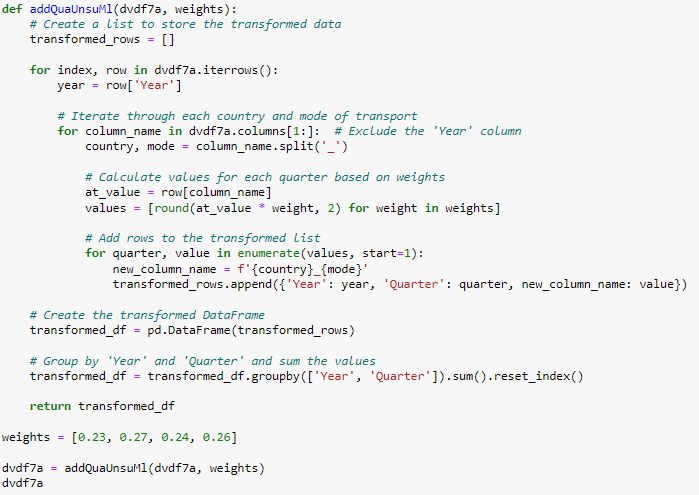 def addQuaUnsuMl(dvdf7a, weights):
    # Create a list to store the transformed data
    transformed_rows = []

    for index, row in dvdf7a.iterrows():
        year = row['Year']

        # Iterate through each country and mode of transport
        for column_name in dvdf7a.columns[1:]:  # Exclude the 'Year' column
            country, mode = column_name.split('_')

            # Calculate values for each quarter based on weights
            at_value = row[column_name]
            values = [round(at_value * weight, 2) for weight in weights]

            # Add rows to the transformed list
            for quarter, value in enumerate(values, start=1):
                new_column_name = f'{country}_{mode}'
                transformed_rows.append({'Year': year, 'Quarter': quarter, new_column_name: value})

    # Create the transformed DataFrame
    transformed_df = pd.DataFrame(transformed_rows)

    # Group by 'Year' and 'Quarter' and sum the values
    transformed_df = transformed_df.groupby(['Year', 'Quarter']).sum().reset_index()

    return transformed_df

weights = [0.23, 0.27, 0.24, 0.26]

dvdf7a = addQuaUnsuMl(dvdf7a, weights)
dvdf7a